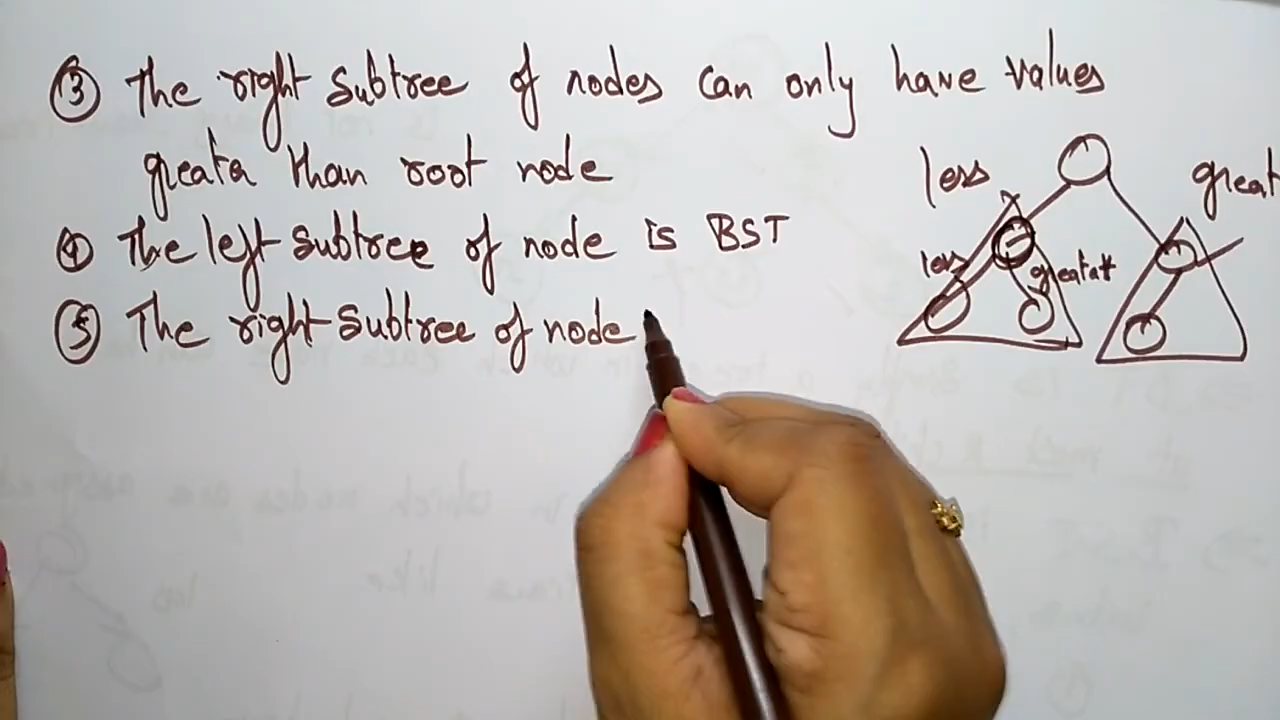 ③ The right subtree of nodes can only have values
greater than root node
④ The left subtree of node is BST
⑤ The right subtree of node
less
great
less
greater